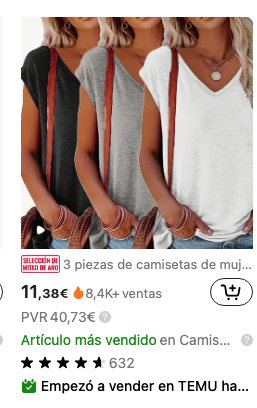 SELECCIÓN DE
MITAD DE AÑO
3 piezas de camisetas de muj...
11,38€ 8,4K+ ventas
PVR 40,73€ ?
Artículo más vendido en Camis... ?
632
Empezó a vender en TEMU ha...